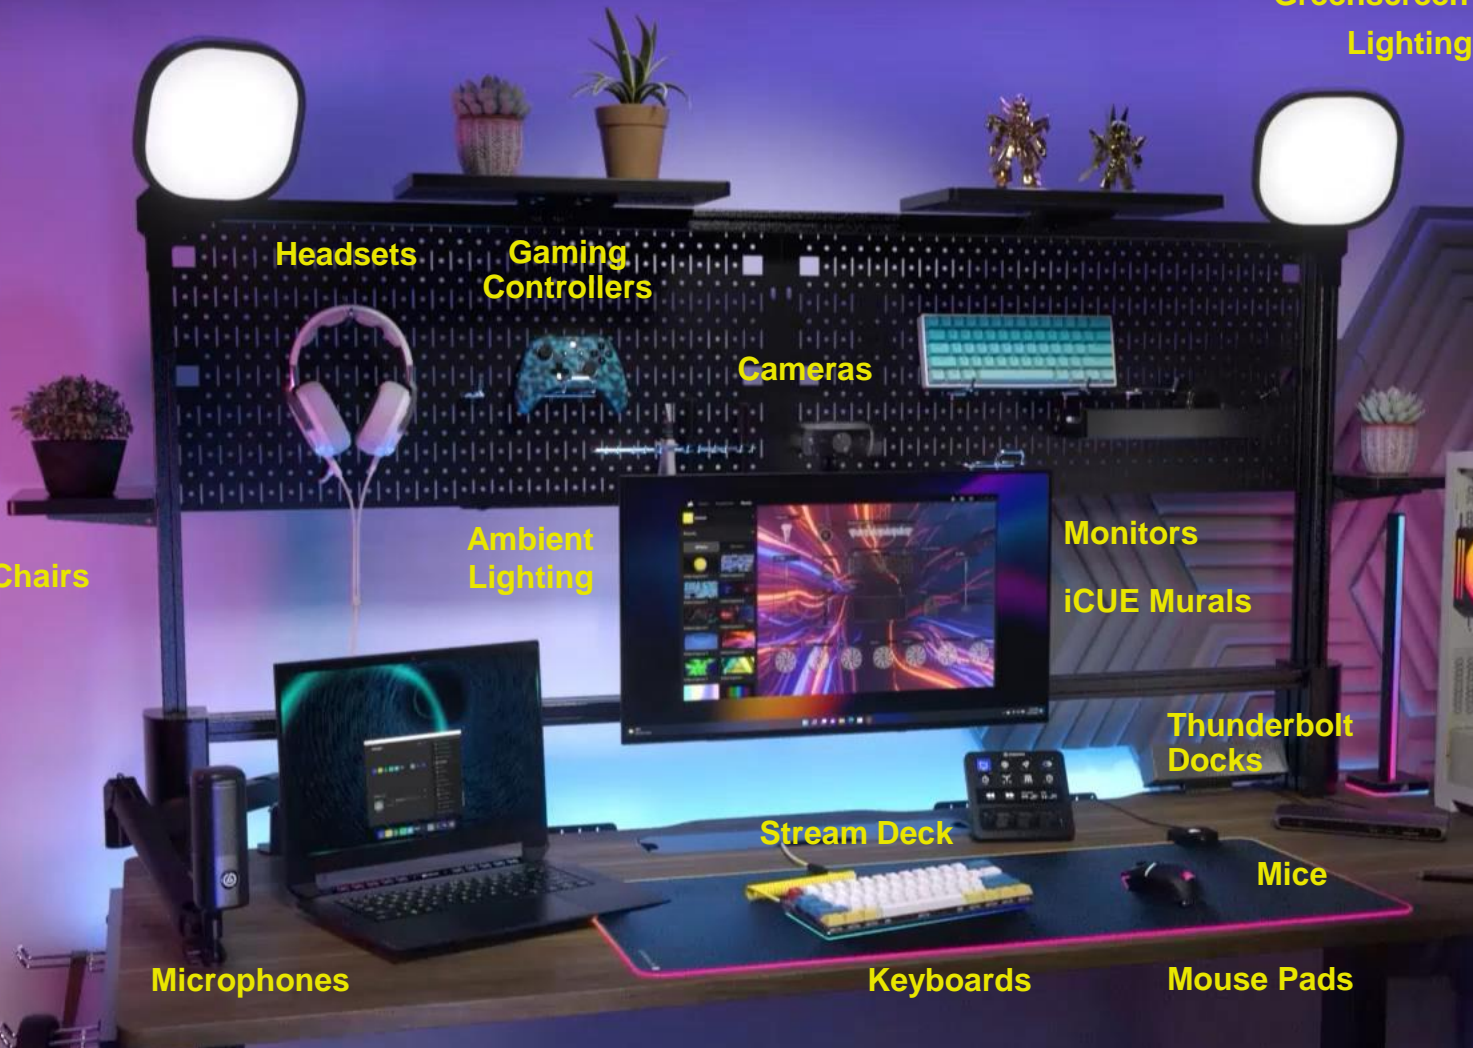 Greenscreen
Lighting
Headsets
Gaming
Controllers
Cameras
Ambient
Lighting
Monitors
Chairs
iCUE Murals
Thunderbolt
Docks
Stream Deck
Mice
Microphones
Keyboards
Mouse Pads